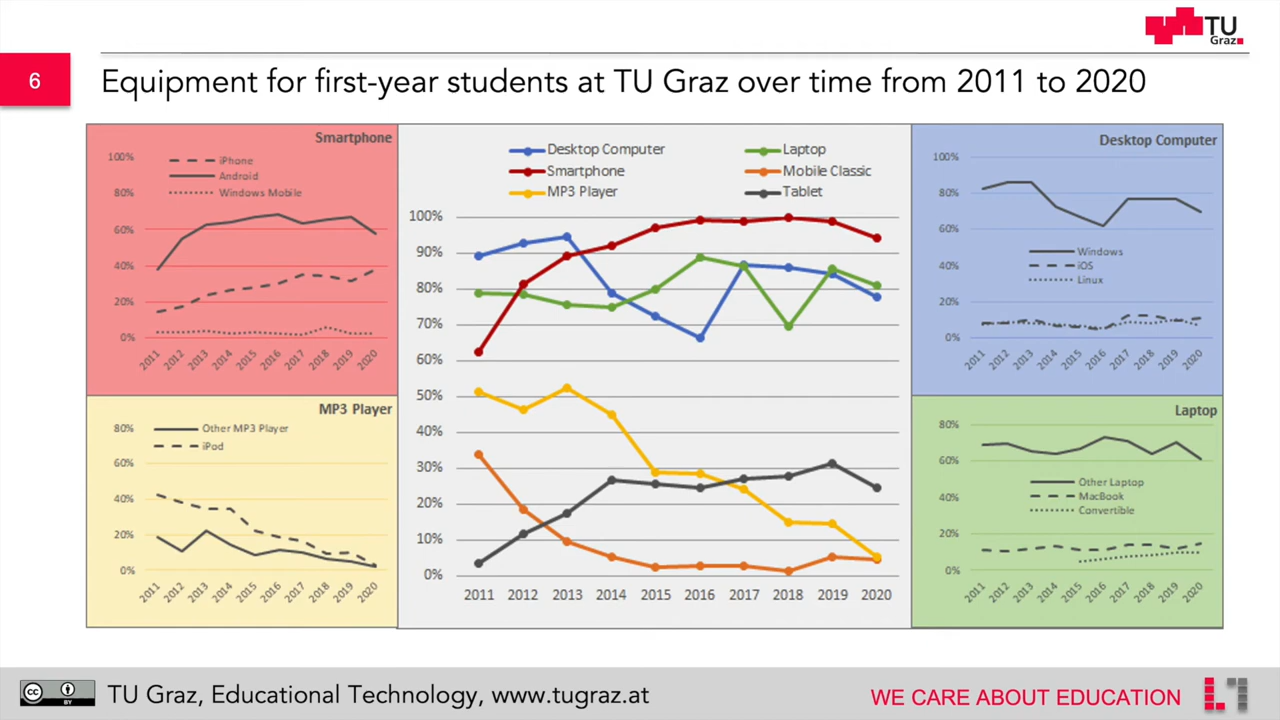 TU
Graz
6
Equipment for first-year students at TU Graz over time from 2011 to 2020
Smartphone
100%
80%
60%
40%
20%
0%
iPhone
Android
Windows Mobile
2011 2012 2013 2014 2015 2016 2017 2018 2019 2020
MP3 Player
80%
60%
40%
20%
0%
Other MP3 Player
iPod
2011 2012 2013 2014 2015 2016 2017 2018 2019 2020
Desktop Computer Laptop
Smartphone Mobile Classic
MP3 Player Tablet
100%
90%
80%
70%
60%
50%
40%
30%
20%
10%
0%
2011 2012 2013 2014 2015 2016 2017 2018 2019 2020
Desktop Computer
100%
80%
60%
40%
20%
0%
Windows
iOS
Linux
2011 2012 2013 2014 2015 2016 2017 2018 2019 2020
Laptop
80%
60%
40%
20%
0%
Other Laptop
MacBook
Convertible
2011 2012 2013 2014 2015 2016 2017 2018 2019 2020
cc BY
TU Graz, Educational Technology, www.tugraz.at
WE CARE ABOUT EDUCATION